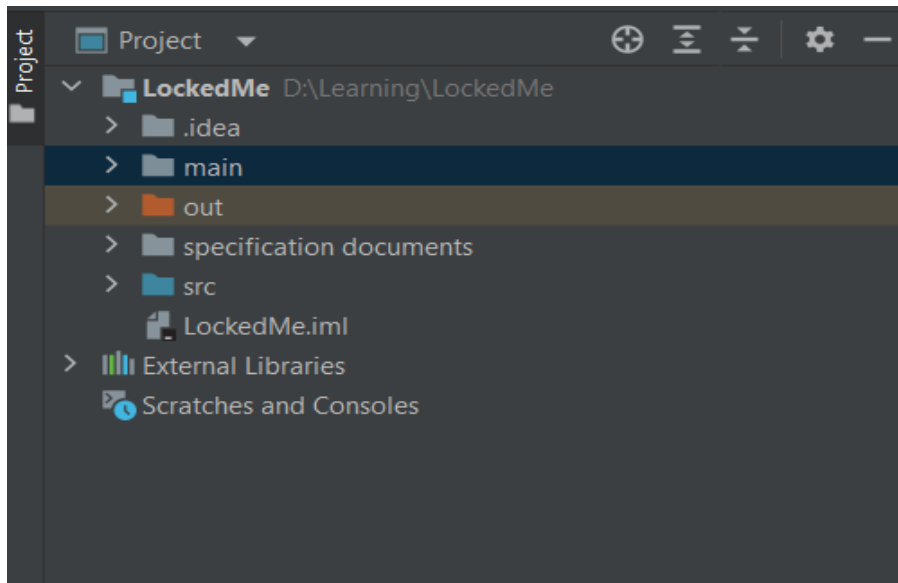 Project
Project
LockedMe D:\Learning\LockedMe
.idea
main
out
specification documents
src
LockedMe.iml
External Libraries
Scratches and Consoles